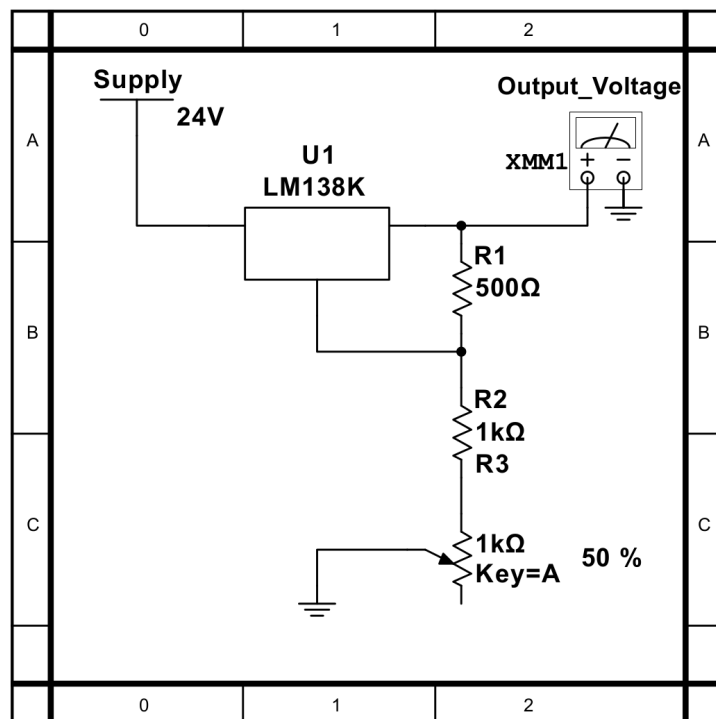 0 1 2
Supply
24V
Output_Voltage
XMM1
+ −
A A
U1
LM138K
R1
500Ω
B B
R2
1kΩ
R3
C C
1kΩ
Key=A
50 %
0 1 2